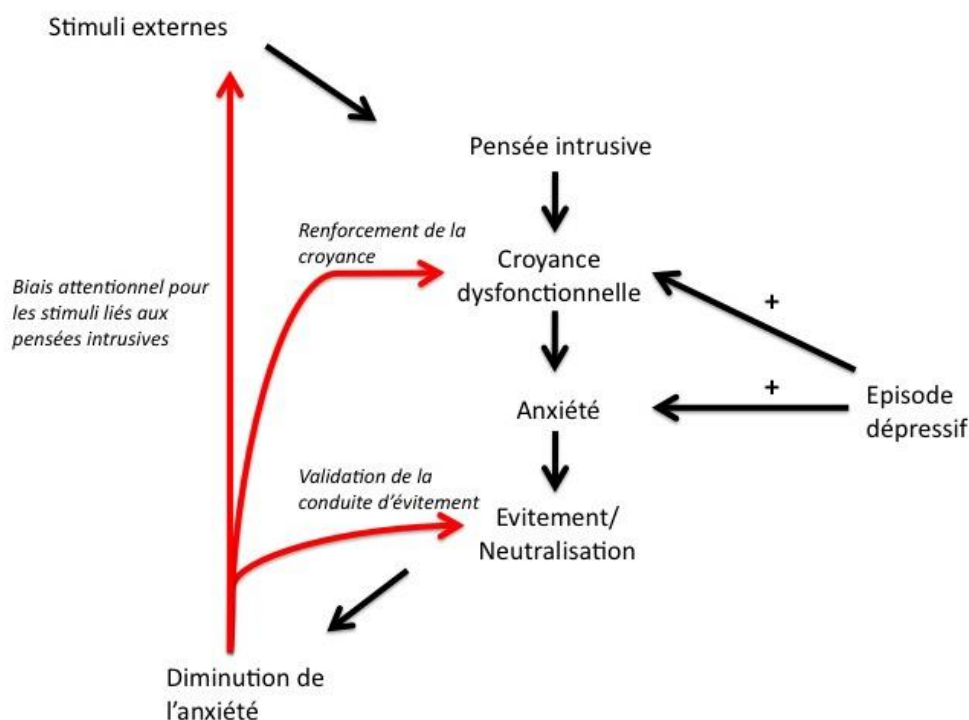 Stimuli externes
Pensée intrusive
Renforcement de la
croyance
Croyance
dysfonctionnelle
Biais attentionnel pour
les stimuli liés aux
pensées intrusives
+
+
Anxiété
Episode
dépressif
Validation de la
conduite d’évitement
Evitement/
Neutralisation
Diminution de
l’anxiété